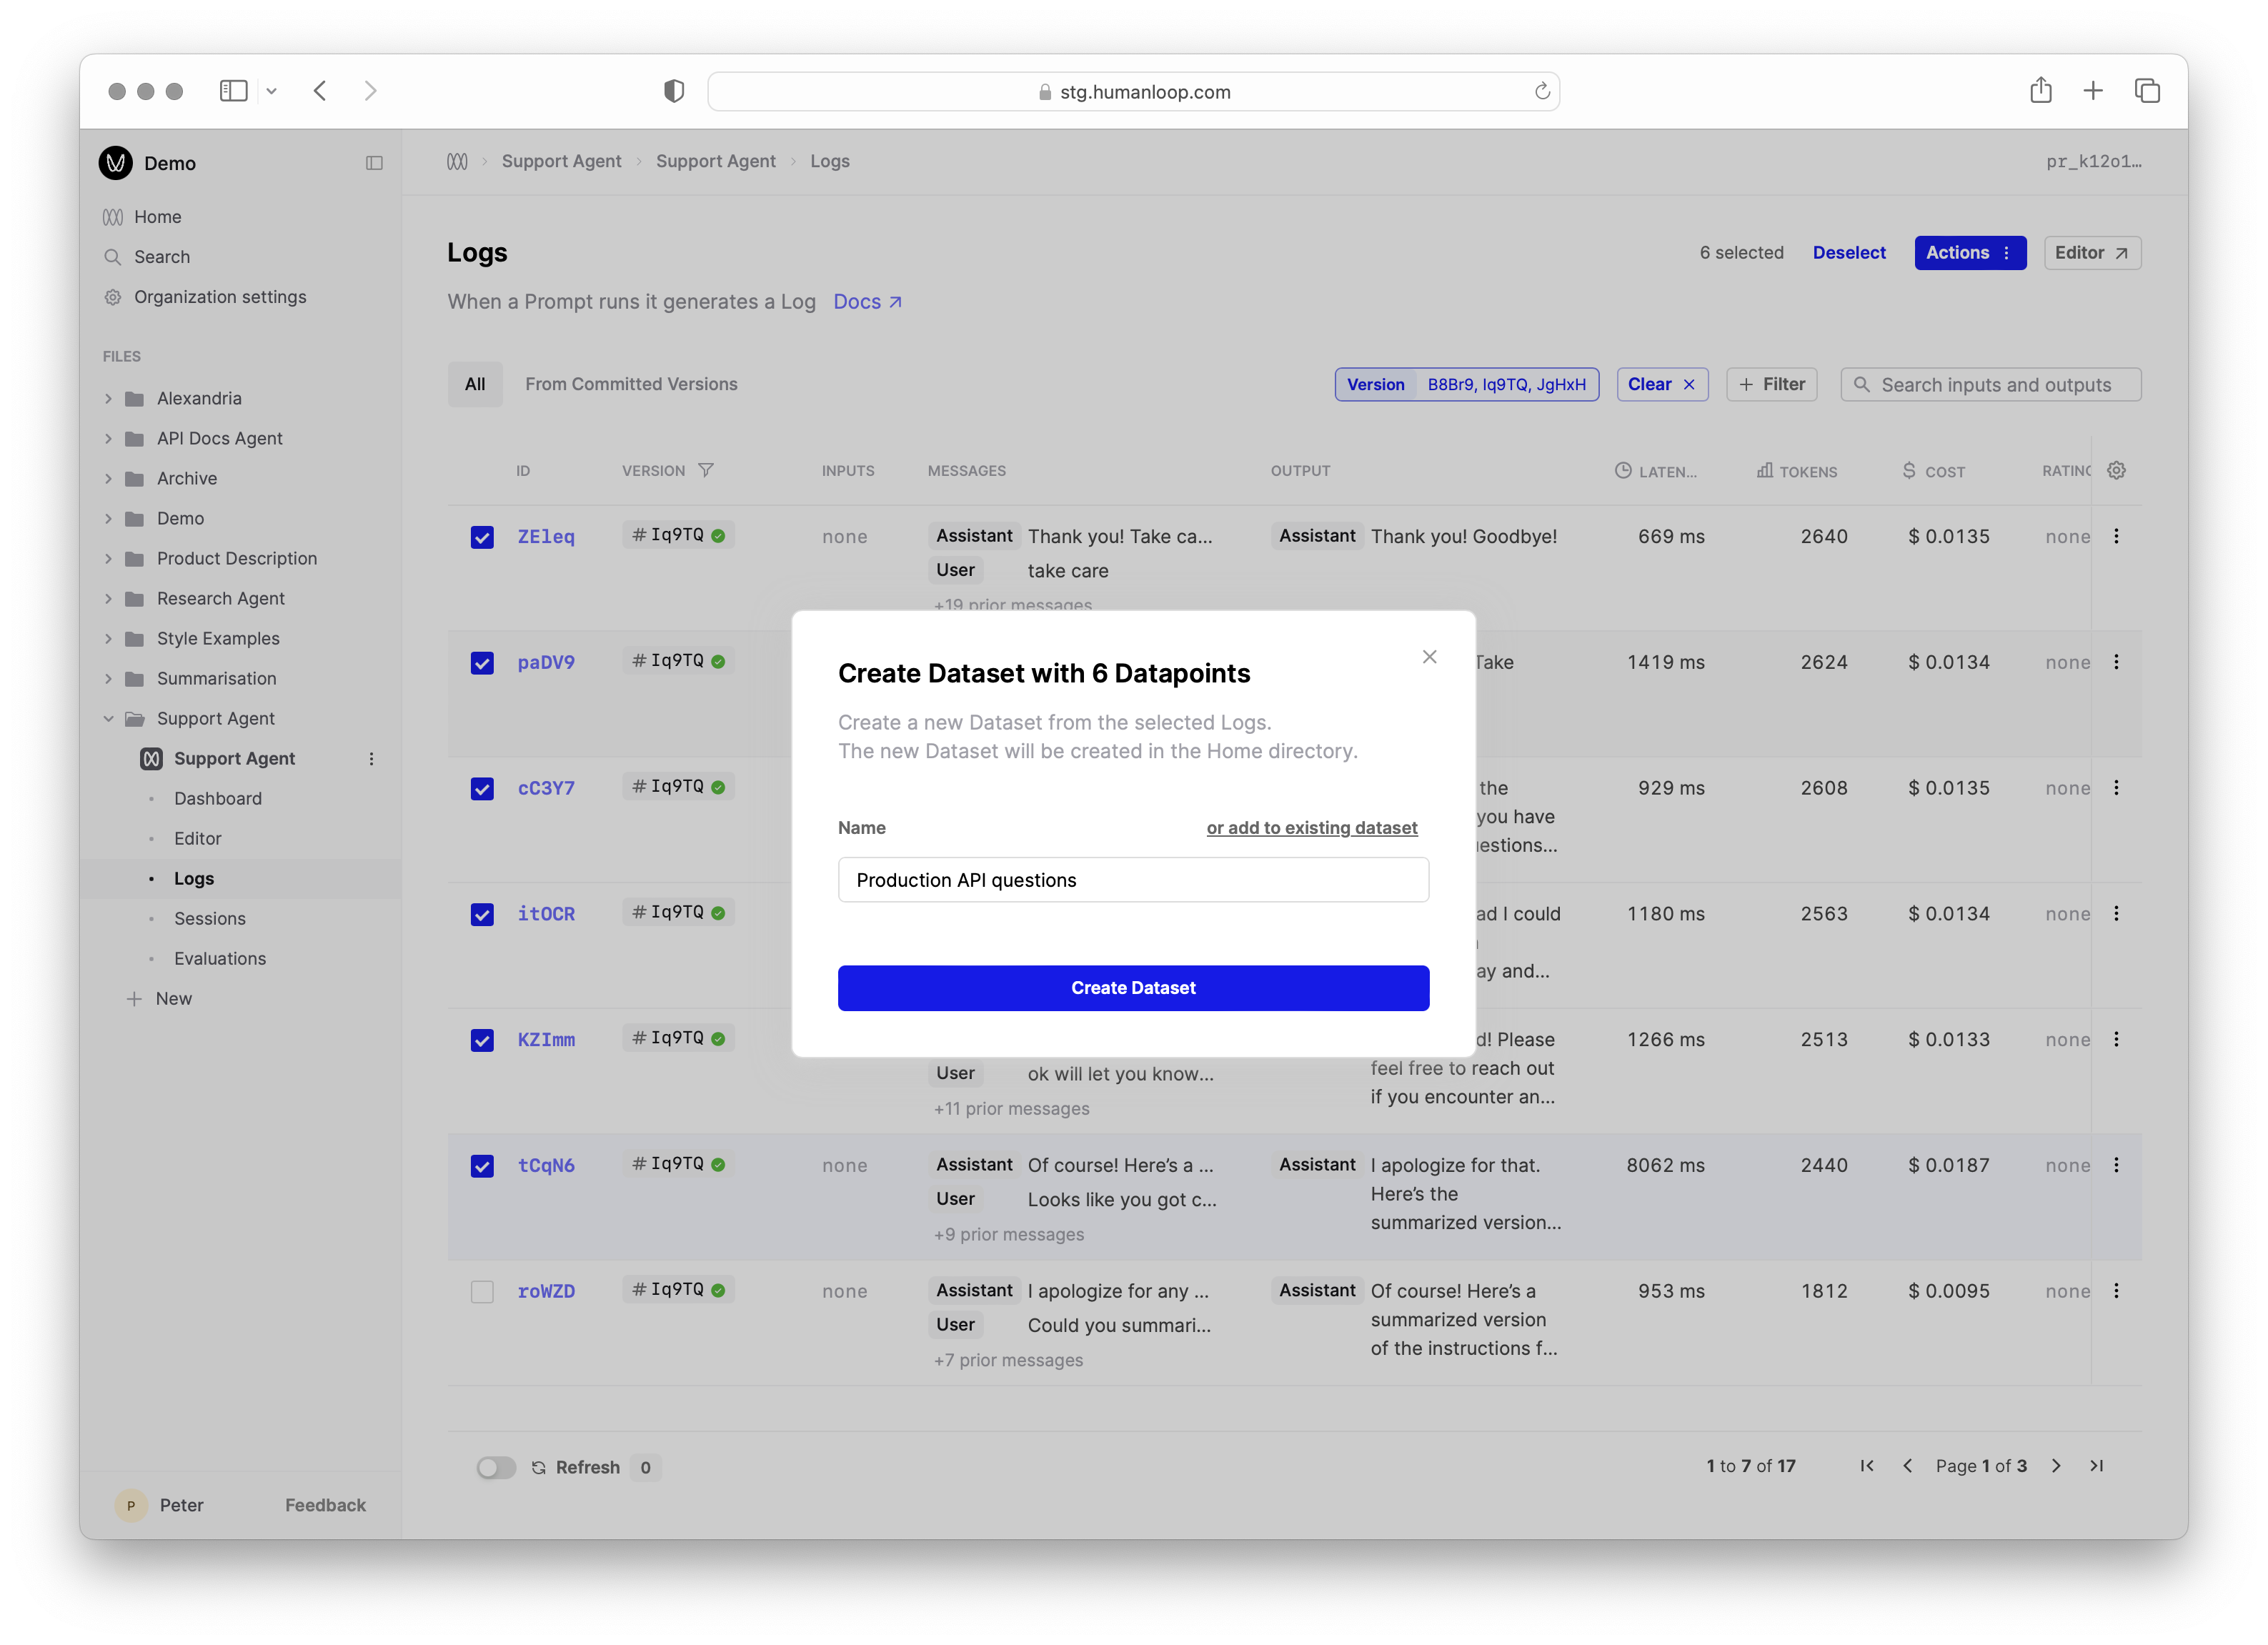 stg.humanloop.com
Demo
Home
Search
Organization settings
FILES
Alexandria
API Docs Agent
Archive
Demo
Product Description
Research Agent
Style Examples
Summarisation
Support Agent
Support Agent
Dashboard
Editor
Logs
Sessions
Evaluations
New
P Peter Feedback
Support Agent Support Agent Logs pr_k12o1…
Logs 6 selected Deselect Actions Editor
When a Prompt runs it generates a Log Docs
All From Committed Versions Version B8Br9, Iq9TQ, JgHxH Clear Filter Search inputs and outputs
ID VERSION INPUTS MESSAGES OUTPUT LATEN… TOKENS $ COST RATING
ZEleq # Iq9TQ none Assistant Thank you! Take ca... Assistant Thank you! Goodbye! 669 ms 2640 $ 0.0135 none
User take care
+19 prior messages
paDV9 # Iq9TQ Take 1419 ms 2624 $ 0.0134 none
cC3Y7 # Iq9TQ the 929 ms 2608 $ 0.0135 none
you have
estions...
itOCR # Iq9TQ ad I could 1180 ms 2563 $ 0.0134 none
ay and...
KZImm # Iq9TQ d! Please 1266 ms 2513 $ 0.0133 none
User ok will let you know... feel free to reach out
+11 prior messages if you encounter an...
tCqN6 # Iq9TQ none Assistant Of course! Here’s a ... Assistant I apologize for that. 8062 ms 2440 $ 0.0187 none
User Looks like you got c... Here’s the
+9 prior messages summarized version...
roWZD # Iq9TQ none Assistant I apologize for any ... Assistant Of course! Here’s a 953 ms 1812 $ 0.0095 none
User Could you summari... summarized version
+7 prior messages of the instructions f...
Refresh 0 1 to 7 of 17 Page 1 of 3
Create Dataset with 6 Datapoints
Create a new Dataset from the selected Logs.
The new Dataset will be created in the Home directory.
Name or add to existing dataset
Production API questions
Create Dataset